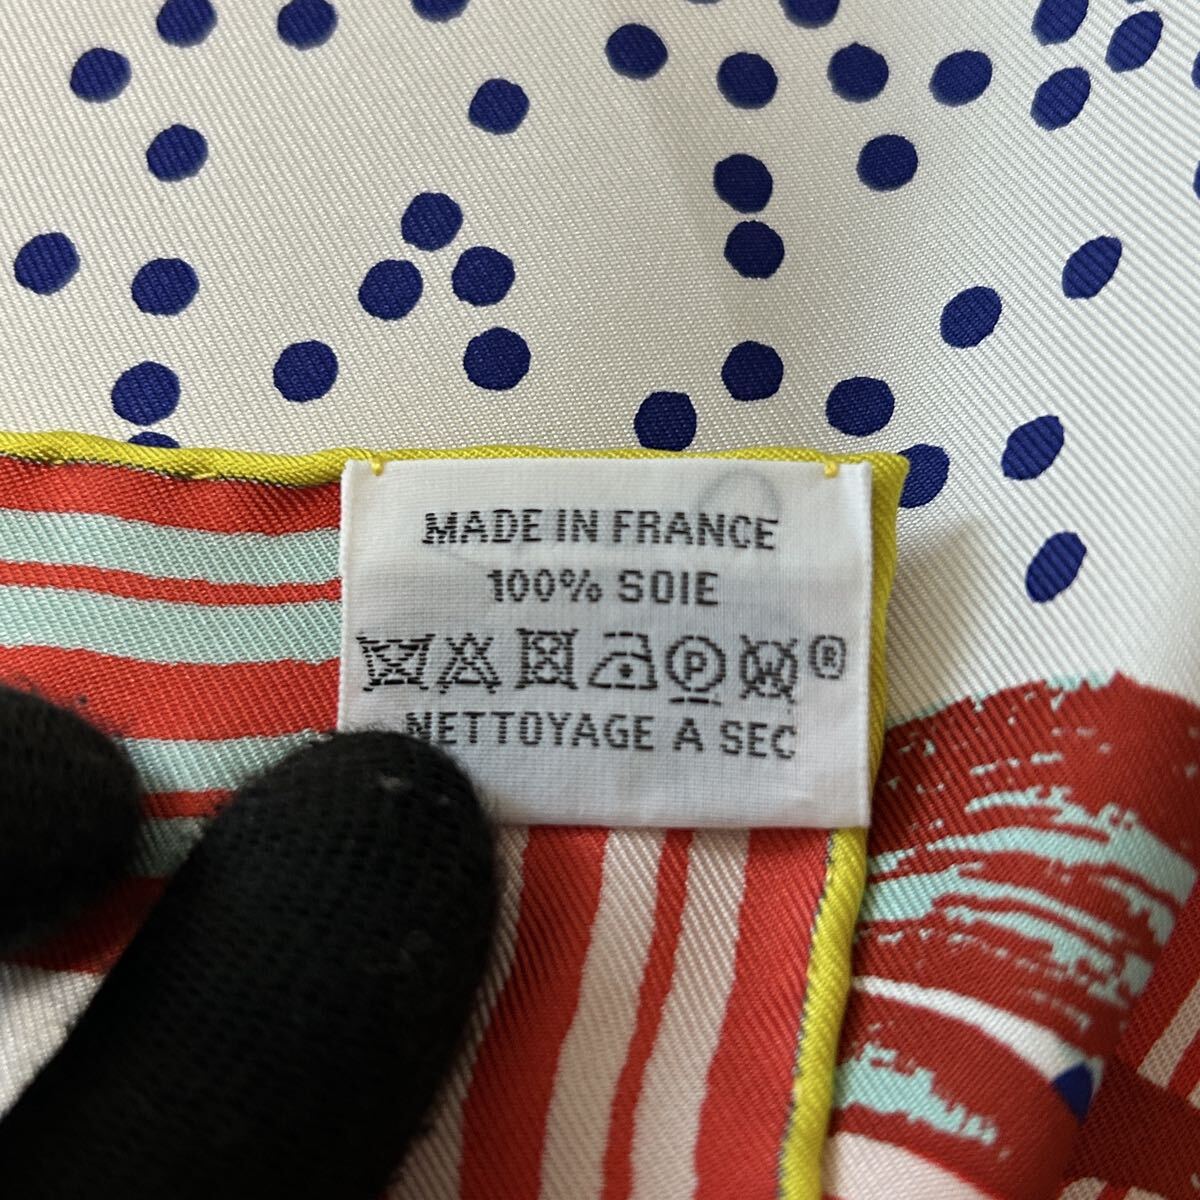 MADE IN FRANCE
100% SOIE
P W ®
NETTOYAGE A SEC